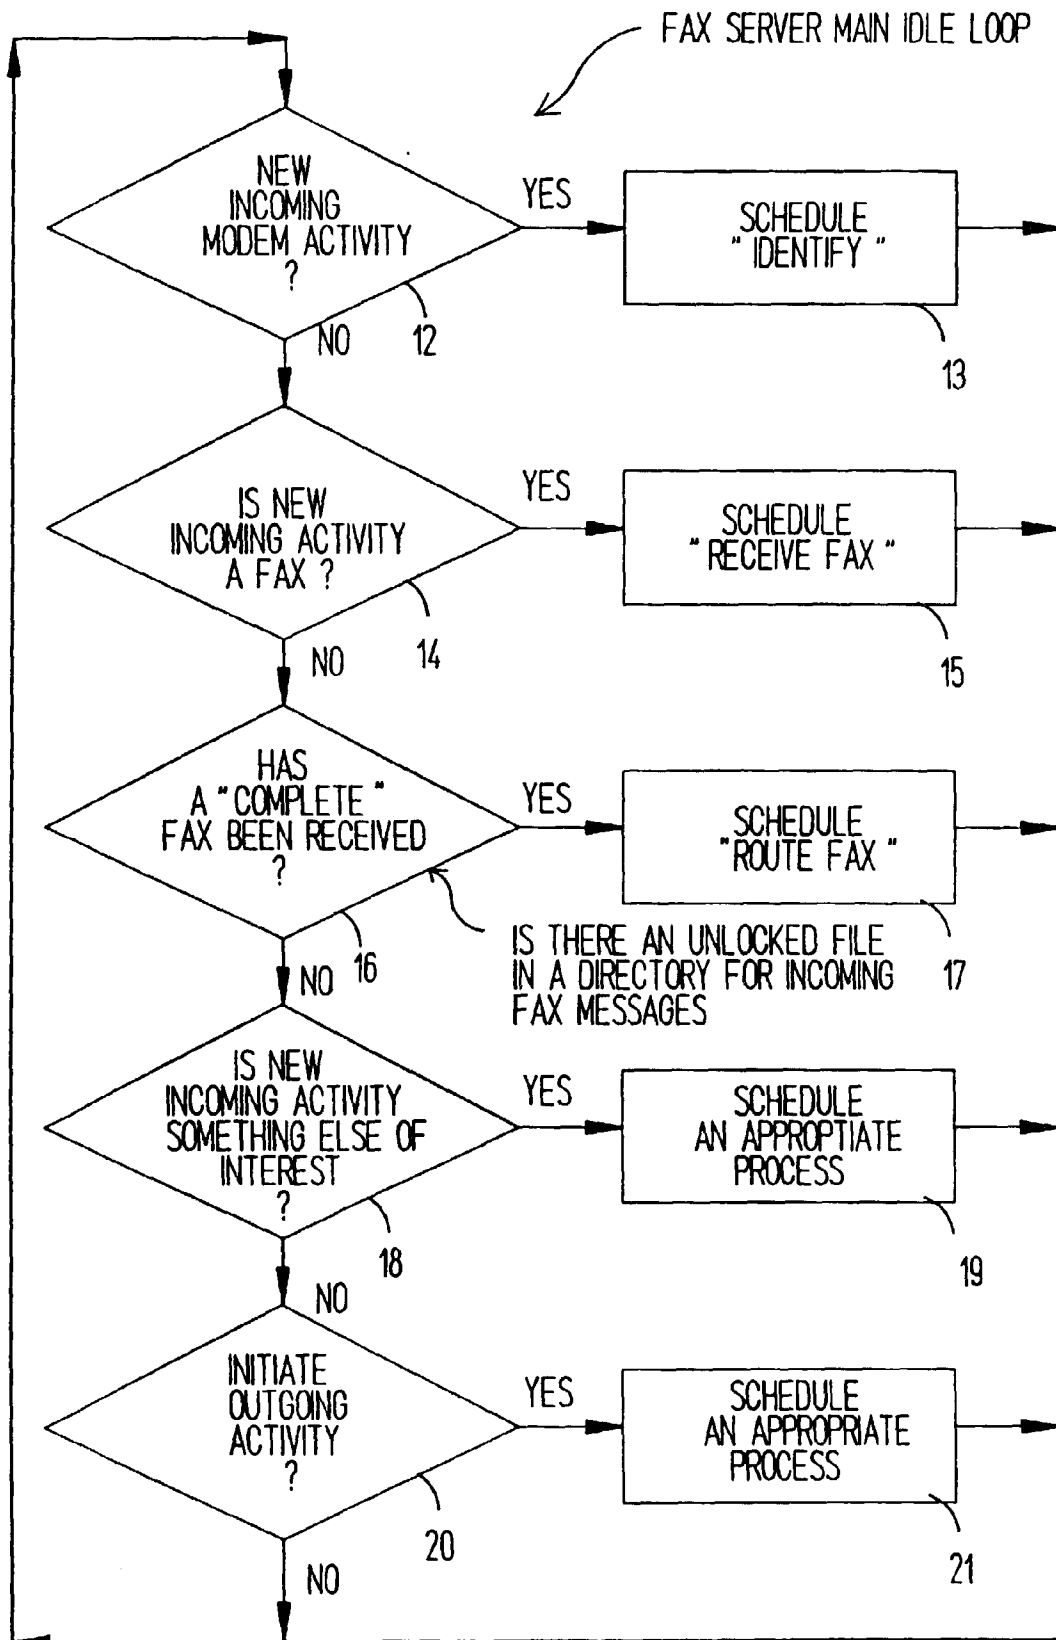 FAX SERVER MAIN IDLE LOOP
NEW
INCOMING
MODEM ACTIVITY
?
YES
SCHEDULE
"IDENTIFY"
NO
12
13
IS NEW
INCOMING ACTIVITY
A FAX ?
YES
SCHEDULE
"RECEIVE FAX"
NO
14
15
HAS
A "COMPLETE"
FAX BEEN RECEIVED
?
YES
SCHEDULE
"ROUTE FAX"
NO
16
IS THERE AN UNLOCKED FILE
IN A DIRECTORY FOR INCOMING
FAX MESSAGES
17
IS NEW
INCOMING ACTIVITY
SOMETHING ELSE OF
INTEREST
?
YES
SCHEDULE
AN APPROPTIATE
PROCESS
NO
18
19
INITIATE
OUTGOING
ACTIVITY
?
YES
SCHEDULE
AN APPROPRIATE
PROCESS
NO
20
21